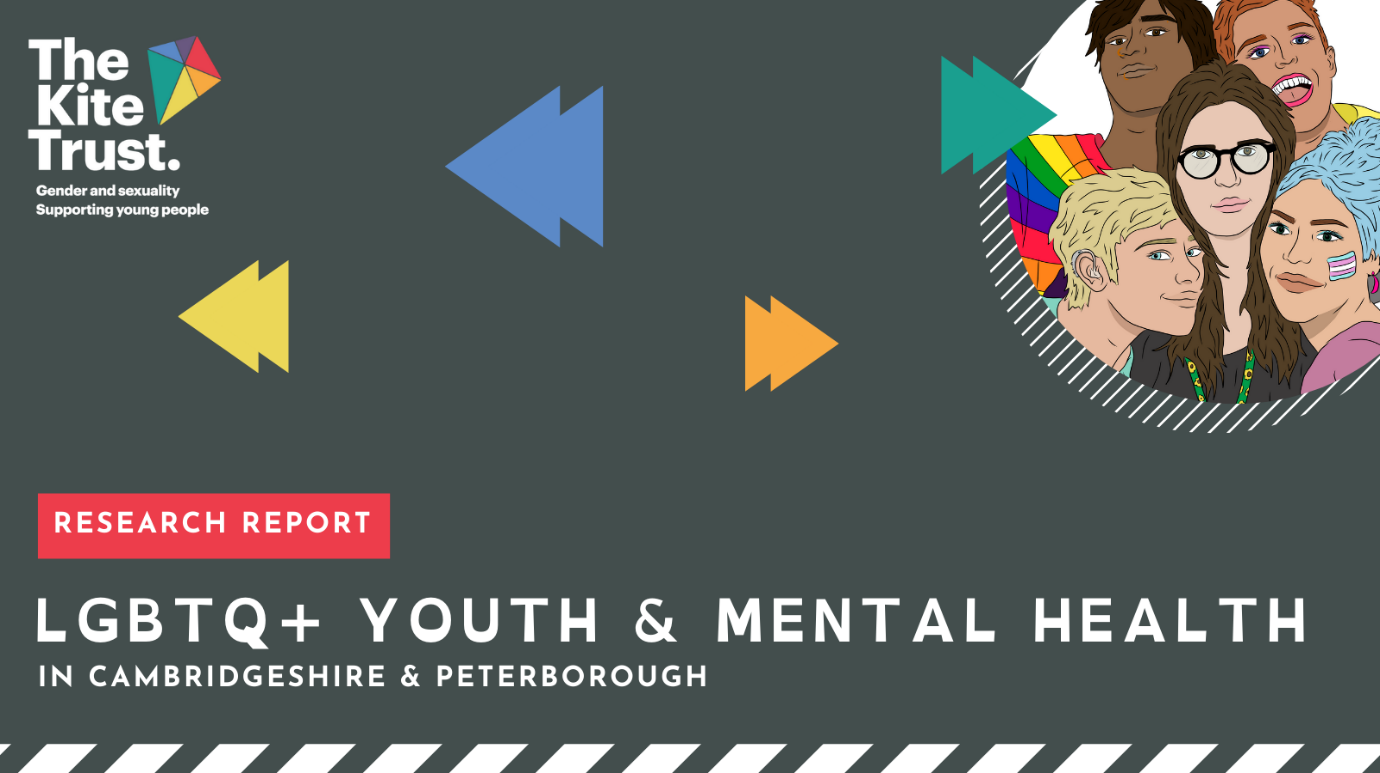 The
Kite
Trust.
Gender and sexuality
Supporting young people
RESEARCH REPORT
LGBTQ+ YOUTH & MENTAL HEALTH
IN CAMBRIDGESHIRE & PETERBOROUGH